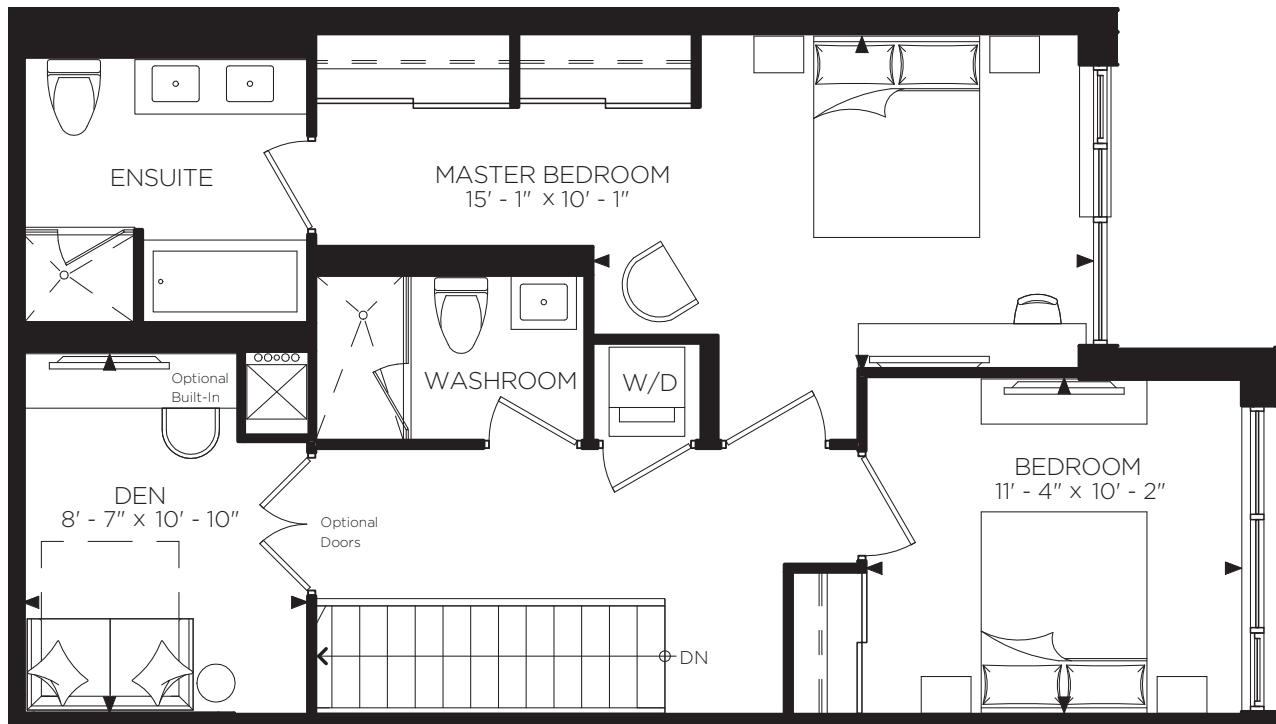 ENSUITE
MASTER BEDROOM
15' - 1" x 10' - 1"
Optional
Built-In
WASHROOM
W/D
DEN
8' - 7" x 10' - 10"
Optional
Doors
BEDROOM
11' - 4" x 10' - 2"
DN